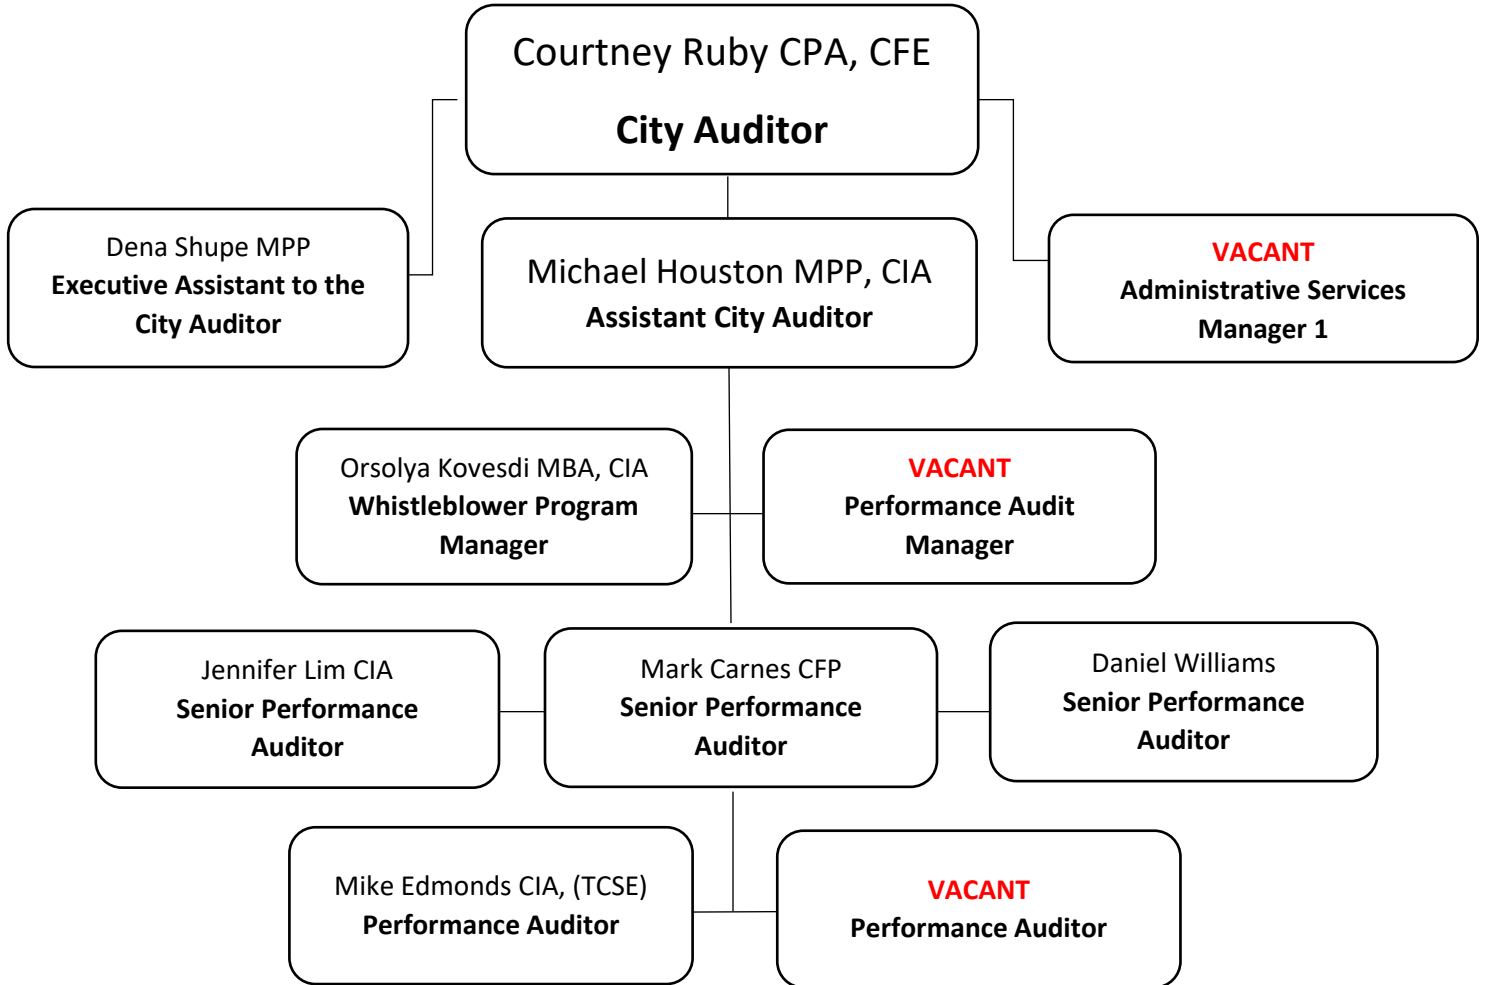 Courtney Ruby CPA, CFE
City Auditor
Dena Shupe MPP
Executive Assistant to the
City Auditor
Michael Houston MPP, CIA
Assistant City Auditor
VACANT
Administrative Services
Manager 1
Orsolya Kovesdi MBA, CIA
Whistleblower Program
Manager
VACANT
Performance Audit
Manager
Jennifer Lim CIA
Senior Performance
Auditor
Mark Carnes CFP
Senior Performance
Auditor
Daniel Williams
Senior Performance
Auditor
Mike Edmonds CIA, (TCSE)
Performance Auditor
VACANT
Performance Auditor